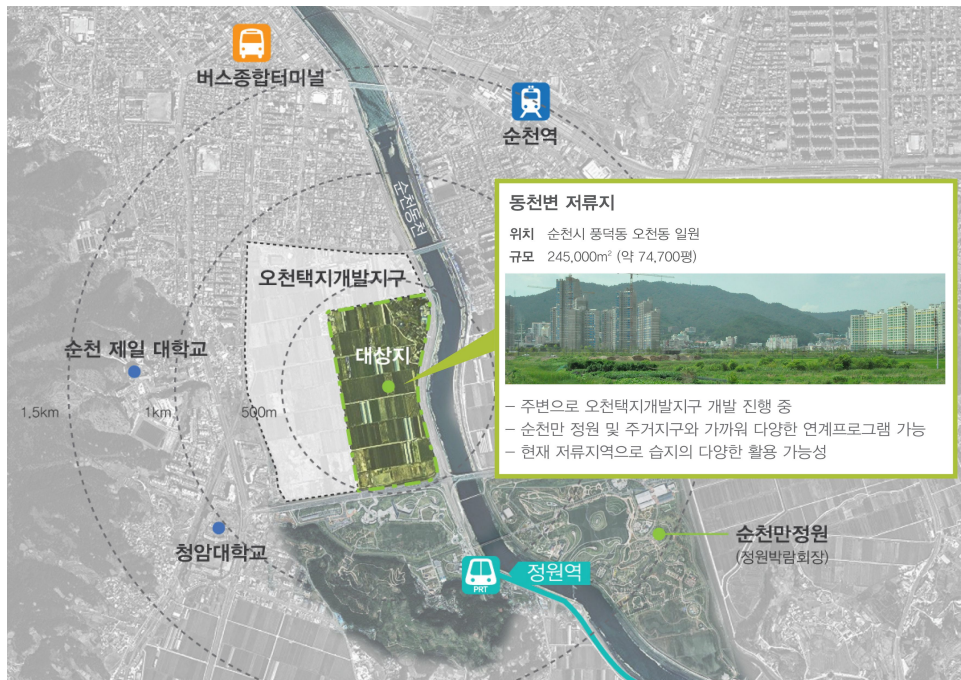 버스종합터미널
순천역
순천동천
동천변 저류지
위치 순천시 풍덕동 오천동 일원
규모 245,000m² (약 74,700평)
오천택지개발지구
대상지
순천 제일 대학교
1.5km
1km
500m
– 주변으로 오천택지개발지구 개발 진행 중
– 순천만 정원 및 주거지구와 가까워 다양한 연계프로그램 가능
– 현재 저류지역으로 습지의 다양한 활용 가능성
청암대학교
순천만정원
(정원박람회장)
PRT
정원역